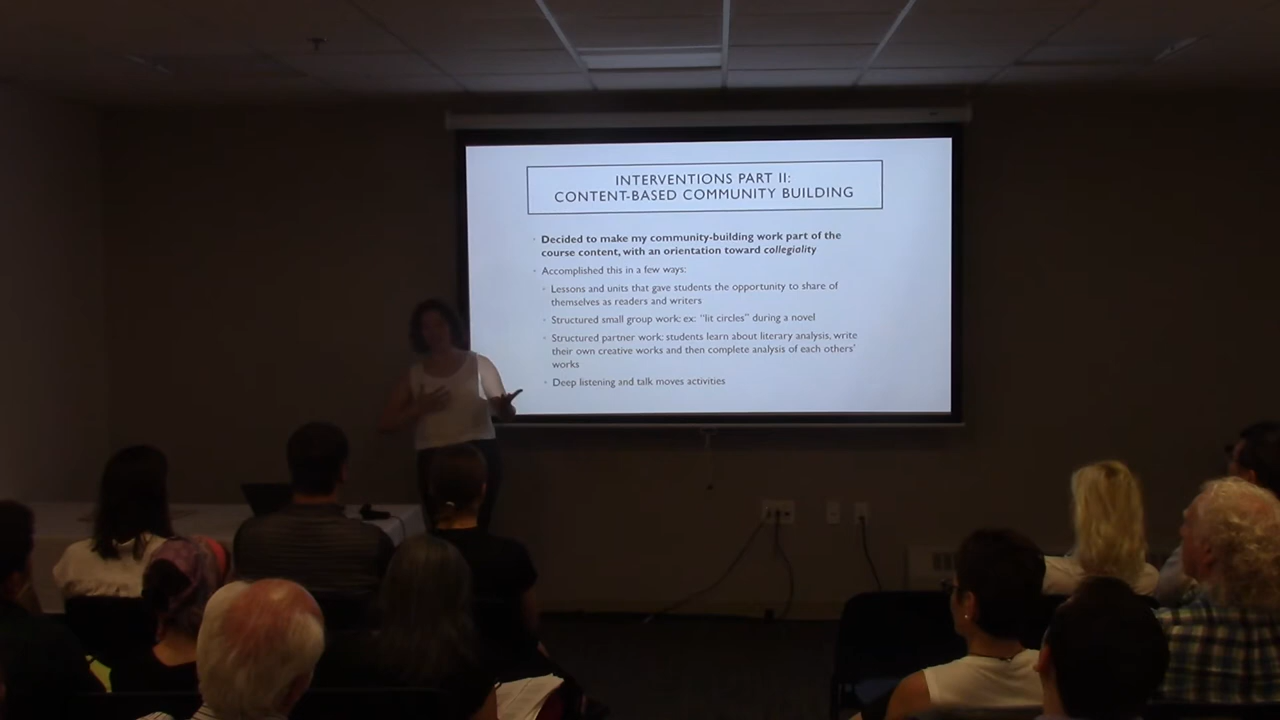 INTERVENTIONS PART II:
CONTENT-BASED COMMUNITY BUILDING
Decided to make my community-building work part of the
course content, with an orientation toward collegiality
Accomplished this in a few ways:
Lessons and units that gave students the opportunity to share of
themselves as readers and writers
Structured small group work: ex: "lit circles" during a novel
Structured partner work: students learn about literary analysis, write
their own creative works and then complete analysis of each others'
works
Deep listening and talk moves activities